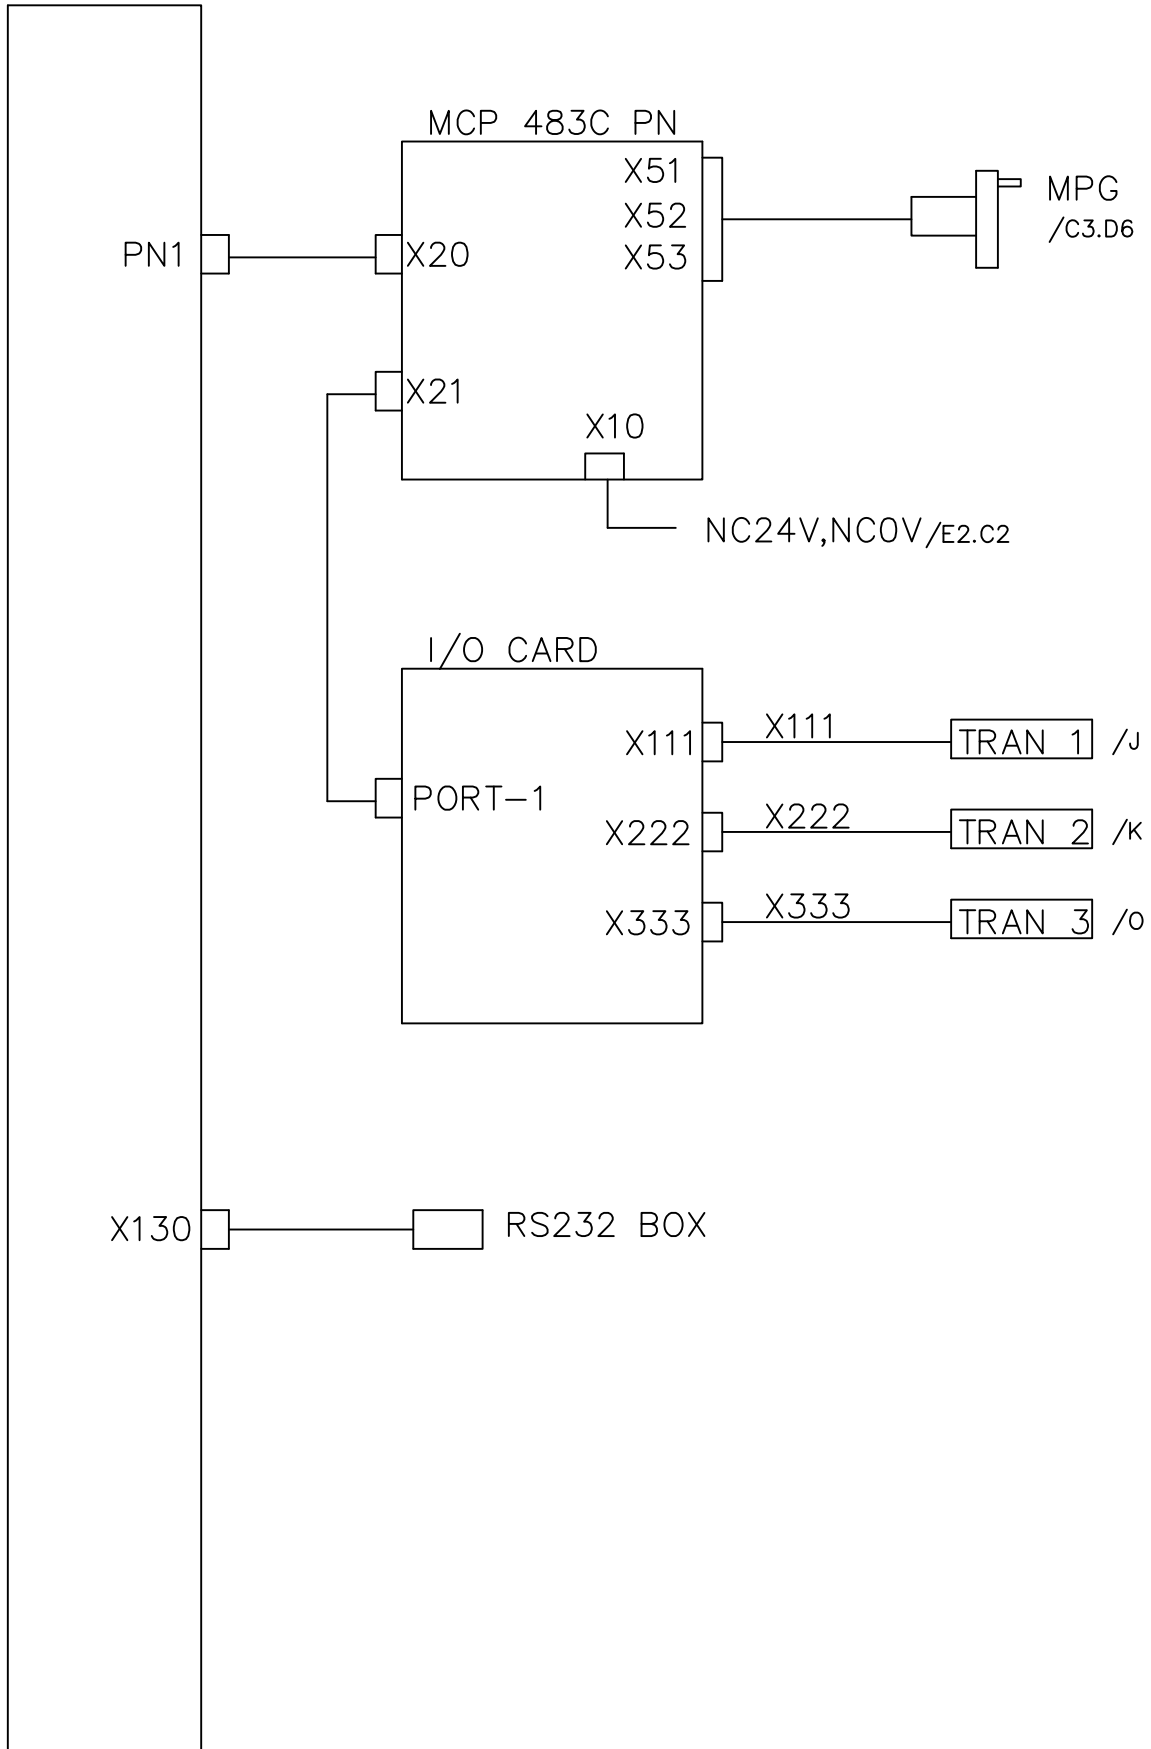 MCP 483C PN
X51
X52
X53
MPG
/C3.D6
PN1
X20
X21
X10
NC24V,NC0V/E2.C2
I/O CARD
X111
X111
TRAN 1 /J
PORT-1
X222
X222
TRAN 2 /K
X333
X333
TRAN 3 /O
X130
RS232 BOX